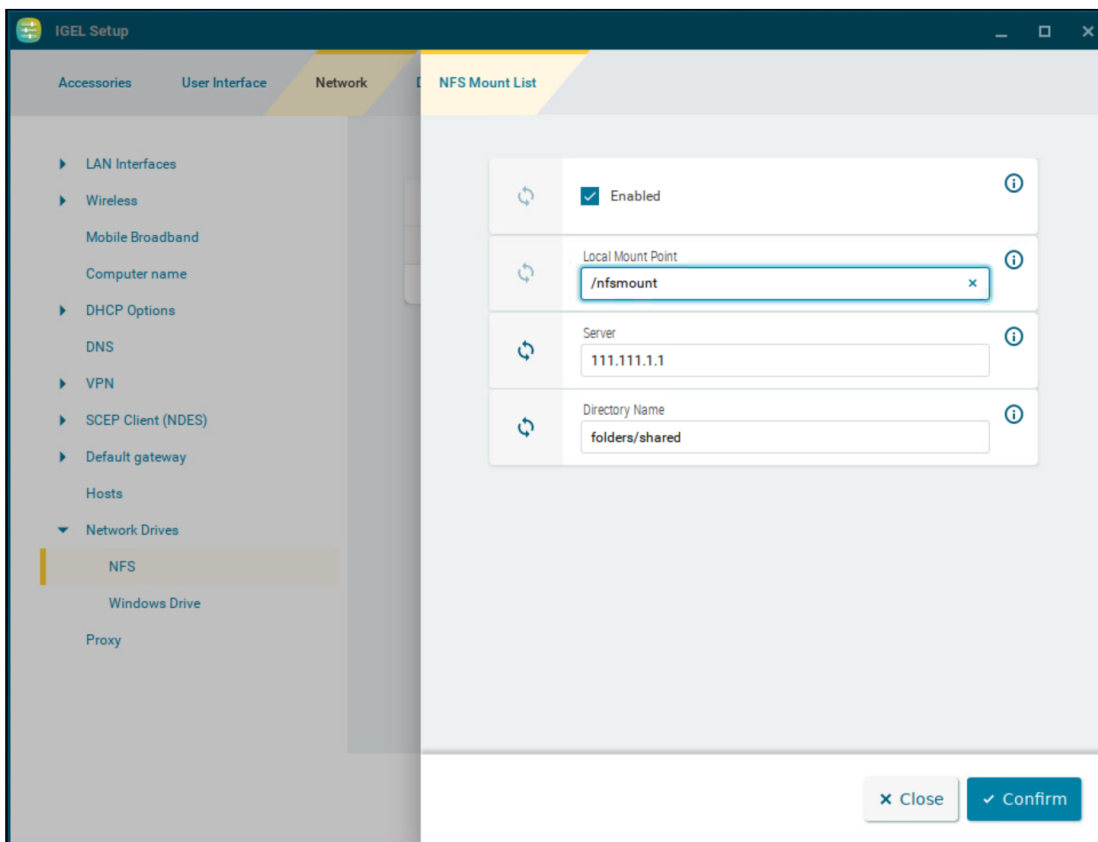 IGEL Setup
Accessories
User Interface
Network
NFS Mount List
LAN Interfaces
Wireless
Mobile Broadband
Computer name
DHCP Options
DNS
VPN
SCEP Client (NDES)
Default gateway
Hosts
Network Drives
NFS
Windows Drive
Proxy
Enabled
Local Mount Point
/nfsmount
Server
111.111.1.1
Directory Name
folders/shared
Close
Confirm